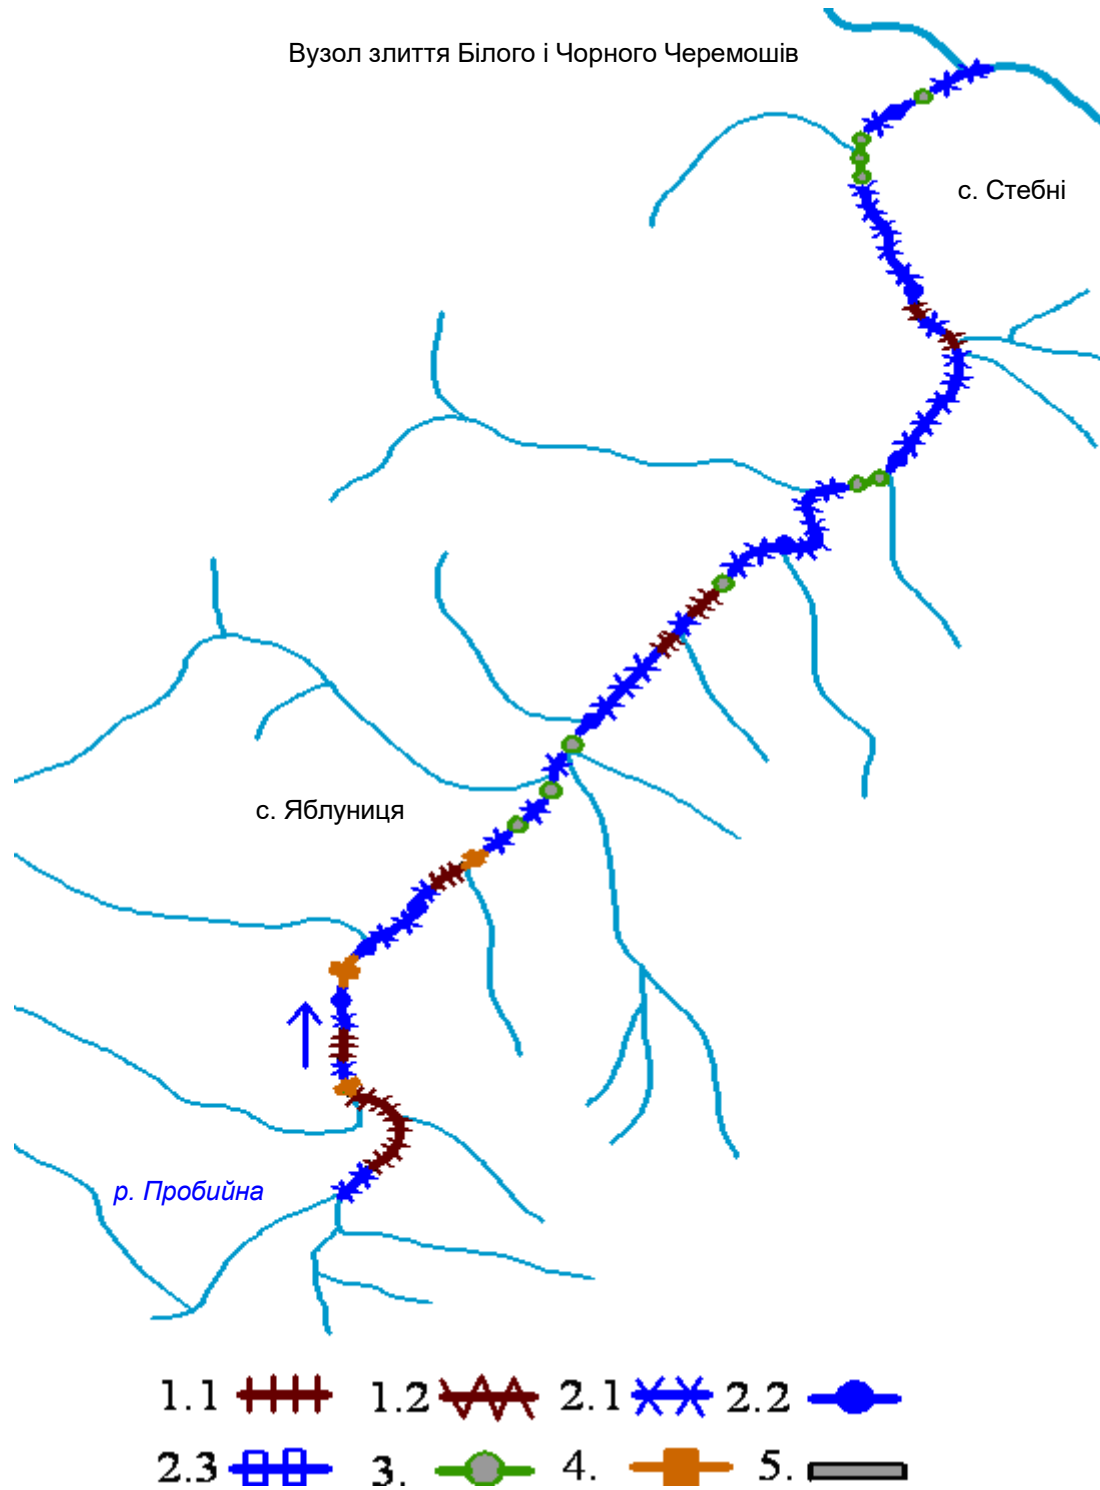 Вузол злиття Білого і Чорного Черемошів
с. Стебні
с. Яблуниця
р. Пробийна
1.1 1.2 2.1 2.2
2.3 3. 4. 5.